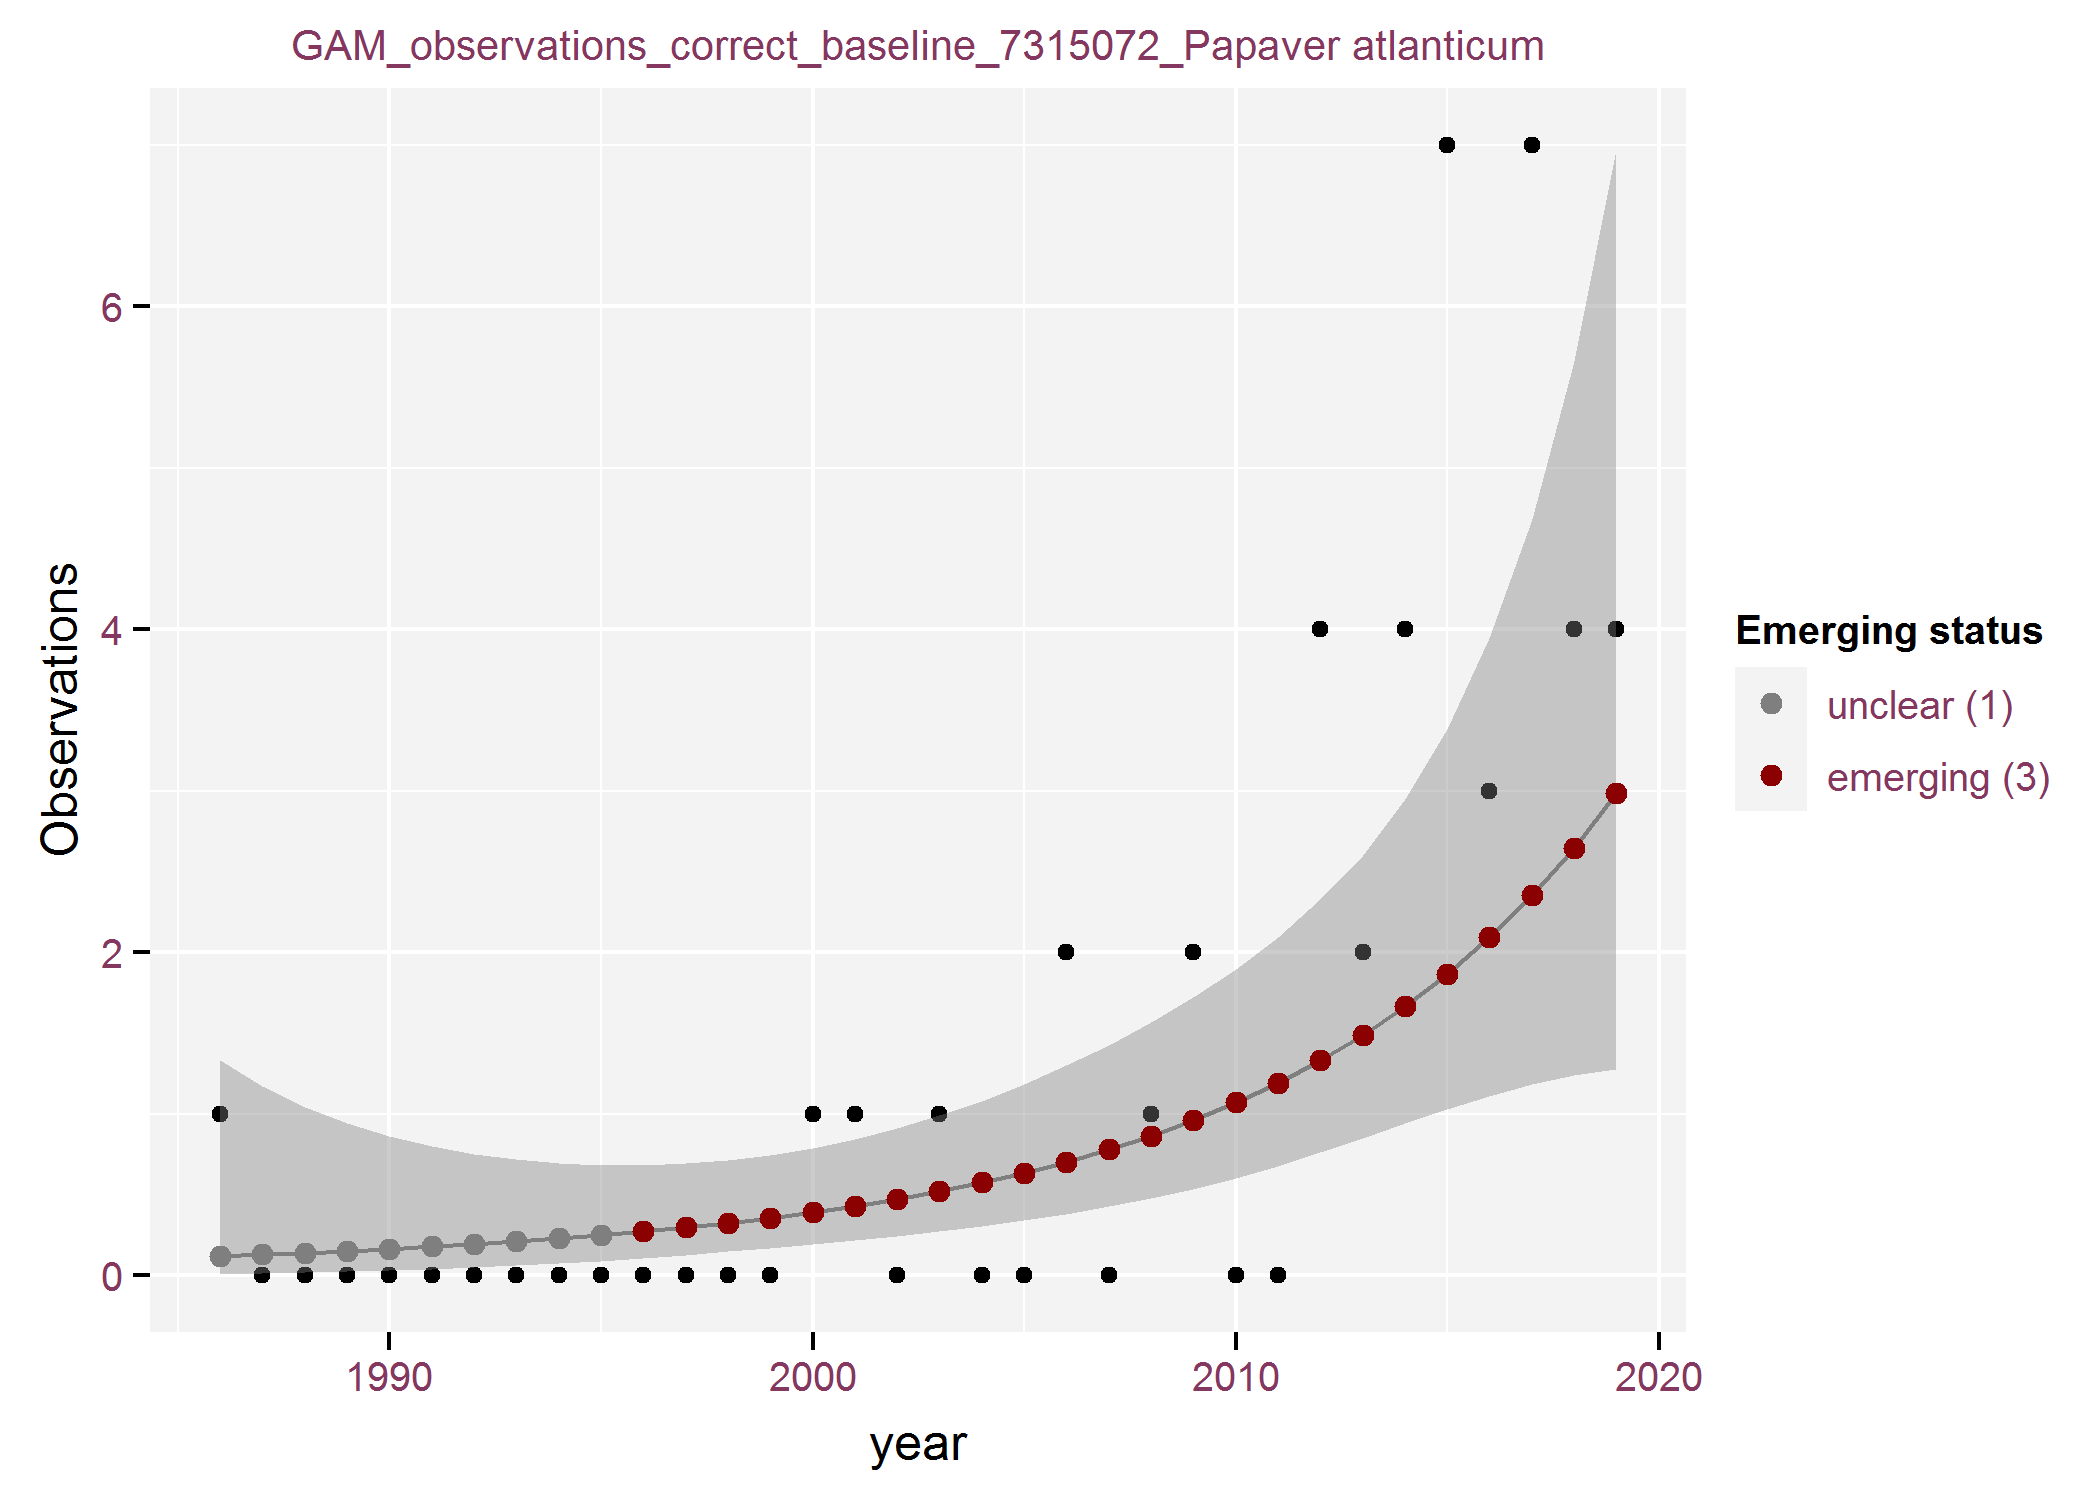 GAM_observations_correct_baseline_7315072_Papaver atlanticum
Observations
6
4
2
0
1990
2000
2010
2020
year
Emerging status
unclear (1)
emerging (3)